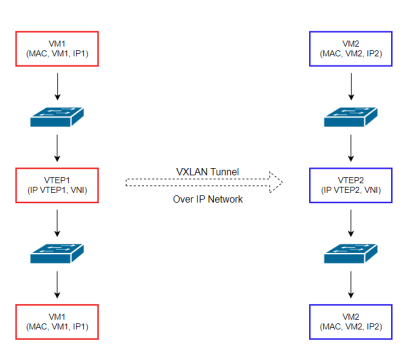 VM1
(MAC, VM1, IP1)
VM2
(MAC, VM2, IP2)
VTEP1
(IP VTEP1, VNI)
VXLAN Tunnel
Over IP Network
VTEP2
(IP VTEP2, VNI)
VM1
(MAC, VM1, IP1)
VM2
(MAC, VM2, IP2)